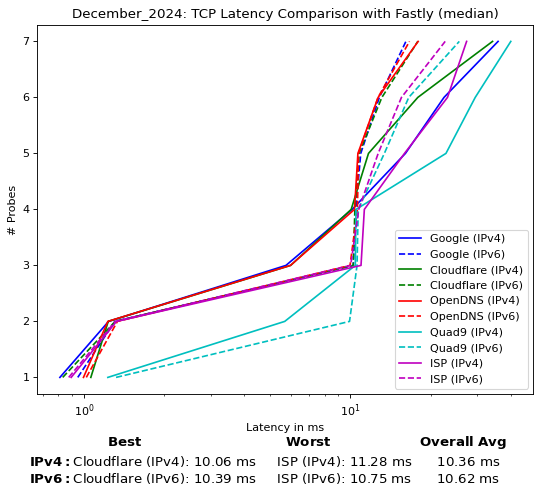 December_2024: TCP Latency Comparison with Fastly (median)
7
6
5
4
3
2
1
# Probes
10⁰
10¹
Latency in ms
Google (IPv4)
Google (IPv6)
Cloudflare (IPv4)
Cloudflare (IPv6)
OpenDNS (IPv4)
OpenDNS (IPv6)
Quad9 (IPv4)
Quad9 (IPv6)
ISP (IPv4)
ISP (IPv6)
Best Worst Overall Avg
IPv4: Cloudflare (IPv4): 10.06 ms ISP (IPv4): 11.28 ms 10.36 ms
IPv6: Cloudflare (IPv6): 10.39 ms ISP (IPv6): 10.75 ms 10.62 ms